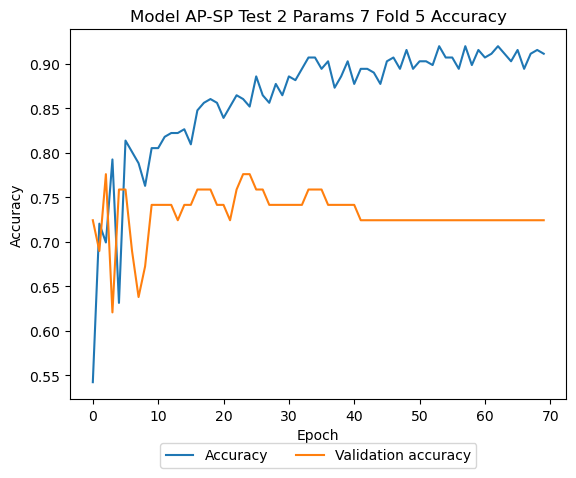 Model AP-SP Test 2 Params 7 Fold 5 Accuracy
Accuracy
0.90
0.85
0.80
0.75
0.70
0.65
0.60
0.55
0 10 20 30 40 50 60 70
Epoch
Accuracy Validation accuracy